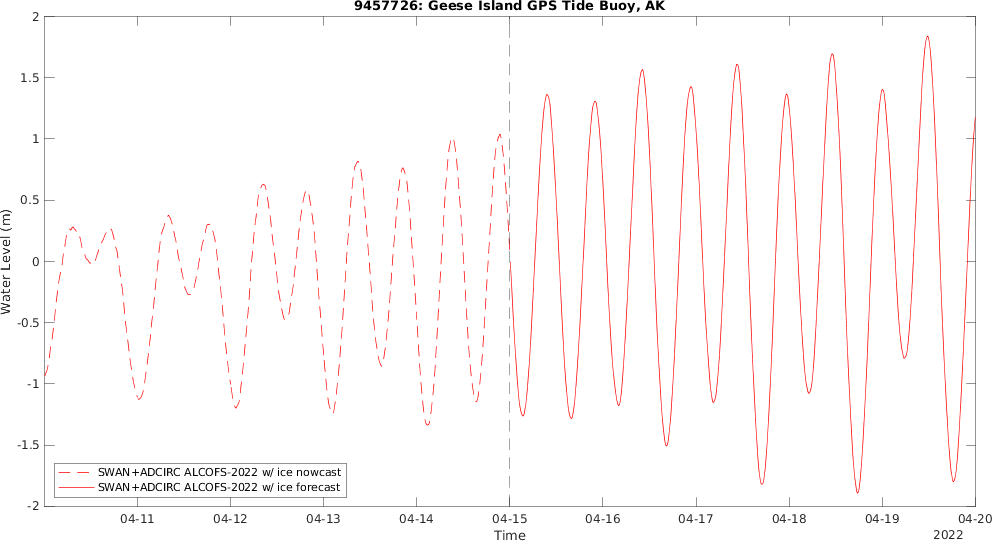 9457726: Geese Island GPS Tide Buoy, AK
2
1.5
1
0.5
0
-0.5
-1
-1.5
-2
Water Level (m)
SWAN+ADCIRC ALCOFS-2022 w/ ice nowcast
SWAN+ADCIRC ALCOFS-2022 w/ ice forecast
04-11 04-12 04-13 04-14 04-15 04-16 04-17 04-18 04-19 04-20
Time
2022